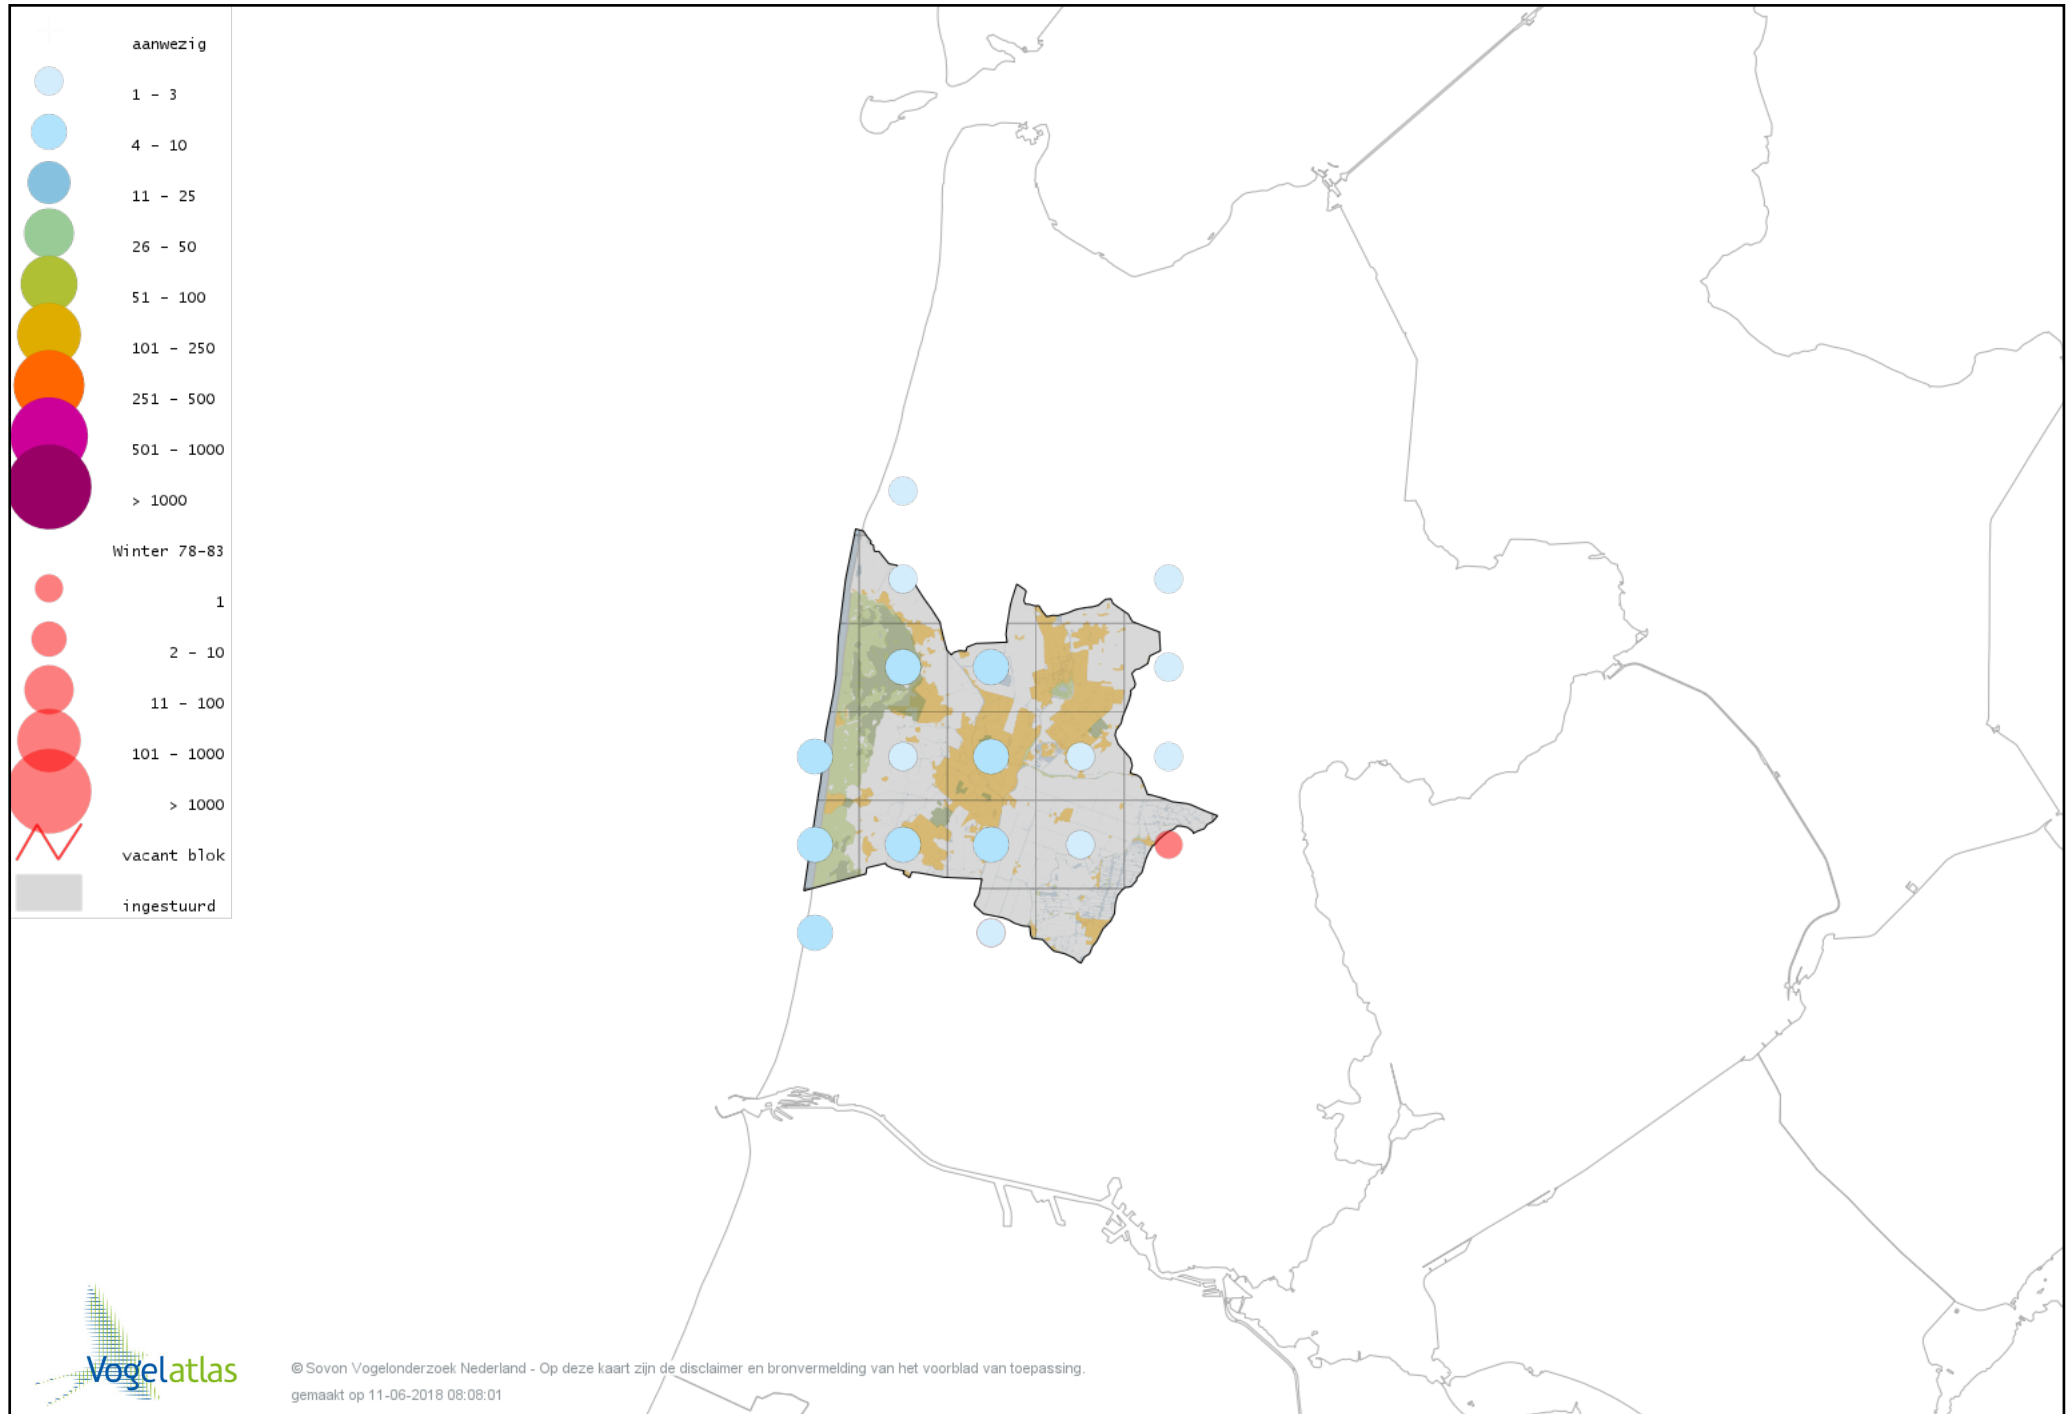 aanwezig
1 - 3
4 - 10
11 - 25
26 - 50
51 - 100
101 - 250
251 - 500
501 - 1000
> 1000
Winter 78-83
1
2 - 10
11 - 100
101 - 1000
> 1000
vacant blok
ingestuurd
Vogelatlas
© Sovon Vogelonderzoek Nederland - Op deze kaart zijn de disclaimer en bronvermelding van het voorblad van toepassing.
gemaakt op 11-06-2018 08:08:01